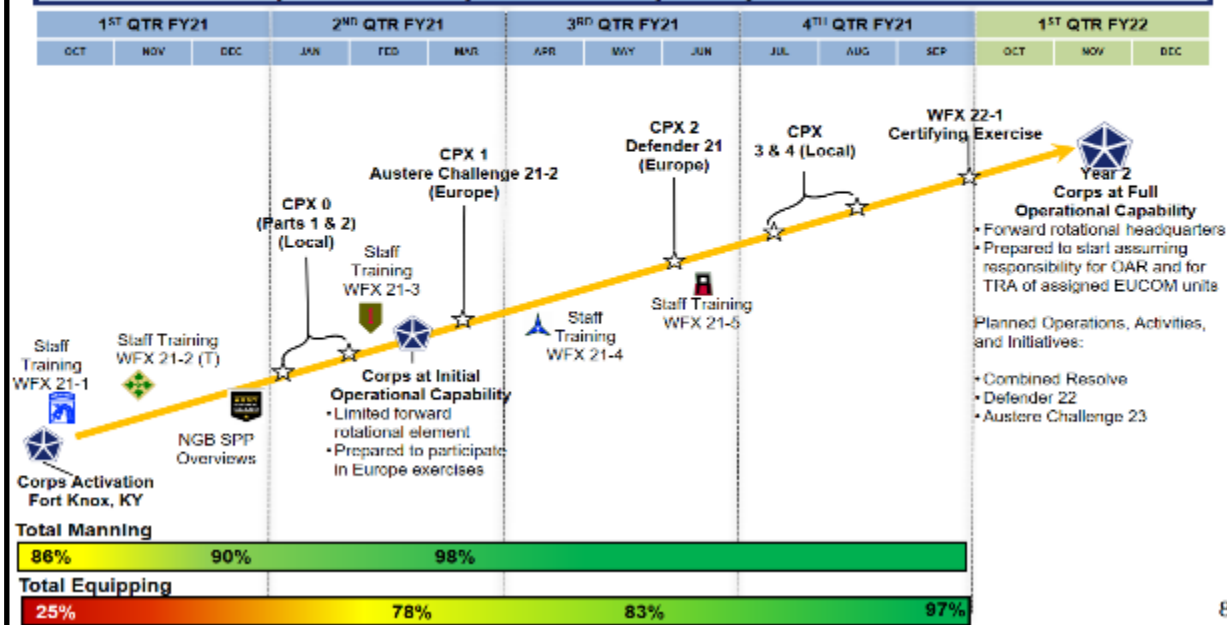 1ST QTR FY21
2ND QTR FY21
3RD QTR FY21
4TH QTR FY21
1ST QTR FY22
OCT
NOV
DEC
JAN
FEB
MAR
APR
MAY
JUN
JUL
AUG
SEP
OCT
NOV
DEC
WFX 22-1
Certifying Exercise
CPX 2
Defender 21
(Europe)
CPX
3 & 4 (Local)
CPX 1
Austere Challenge 21-2
(Europe)
CPX 0
(Parts 1 & 2)
(Local)
Staff
Training
WFX 21-3
Year 2
Corps at Full
Operational Capability
• Forward rotational headquarters
• Prepared to start assuming
responsibility for OAR and for
TRA of assigned EUCOM units
Planned Operations, Activities,
and Initiatives:
• Combined Resolve
• Defender 22
• Austere Challenge 23
Staff Training
WFX 21-5
Staff
Training
WFX 21-4
Staff Training
WFX 21-2 (T)
Staff
Training
WFX 21-1
Corps at Initial
Operational Capability
• Limited forward
rotational element
• Prepared to participate
in Europe exercises
NGB SPP
Overviews
Corps Activation
Fort Knox, KY
Total Manning
86%
90%
98%
Total Equipping
25%
78%
83%
97%